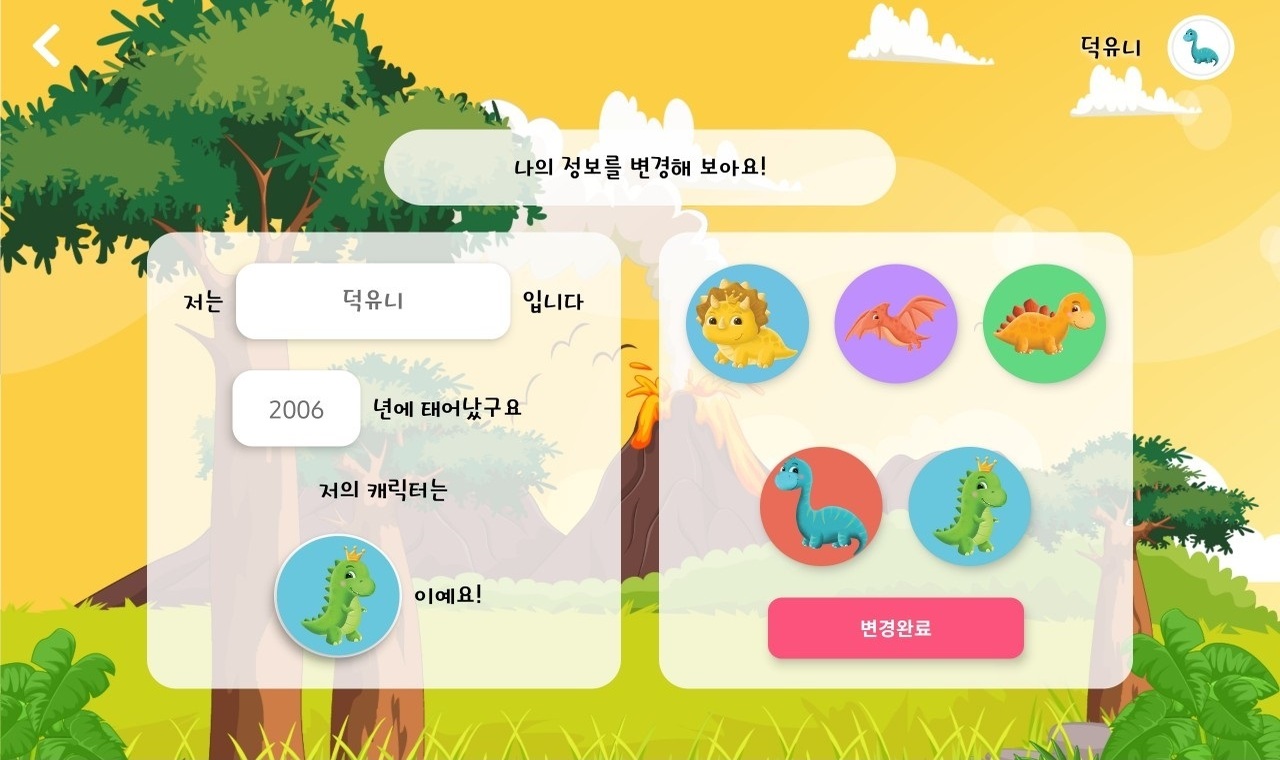 덕유니
나의 정보를 변경해 보아요!
저는 덕유니 입니다
2006 년에 태어났구요
저의 캐릭터는
이예요!
변경완료